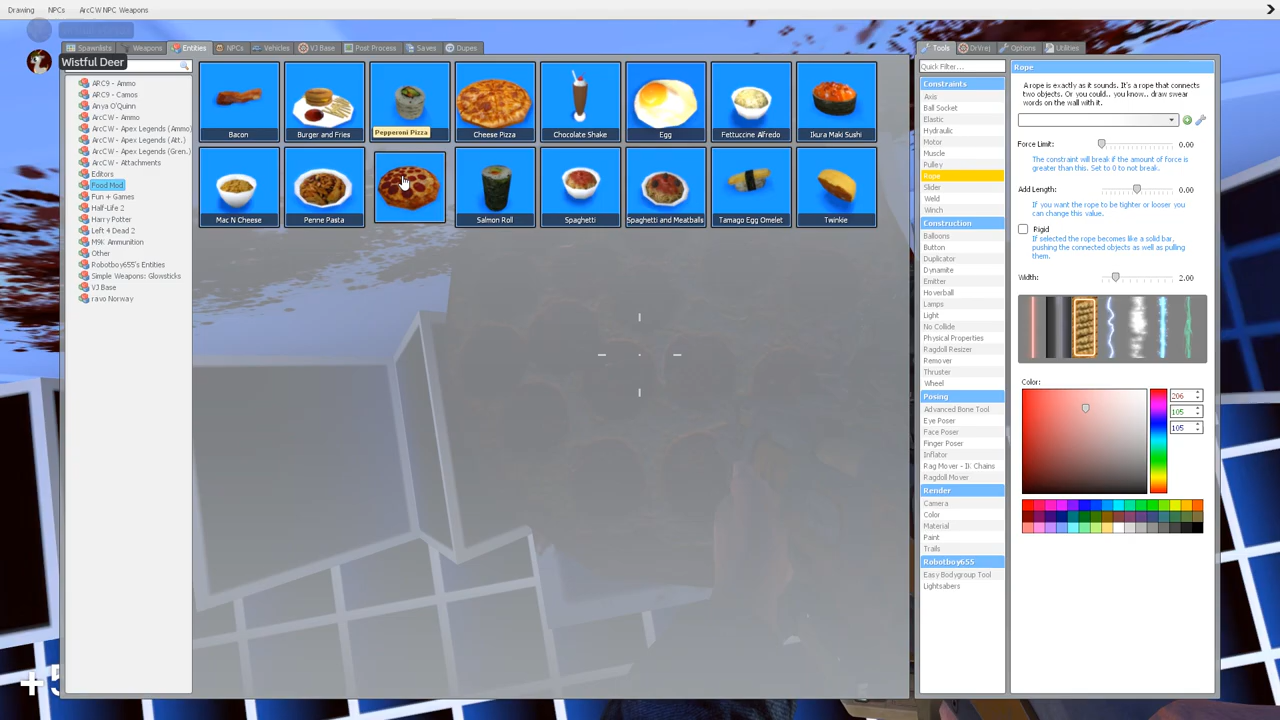 Drawing NPCs ArcCW NPC Weapons
Spawnlists Weapons Entities NPCs Vehicles VJ Base Post Process Saves Dupes
Wistful Deer
ARC9 - Ammo
ARC9 - Camos
Anya O'Quinn
ArcCW - Ammo
ArcCW - Apex Legends (Ammo)
ArcCW - Apex Legends (Att.)
ArcCW - Apex Legends (Gren.)
ArcCW - Attachments
Editors
Food Mod
Fun + Games
Half-Life 2
Harry Potter
Left 4 Dead 2
M9K Ammunition
Other
Robotboy655's Entities
Simple Weapons: Glowsticks
VJ Base
ravo Norway
Bacon
Burger and Fries
Pepperoni Pizza
Cheese Pizza
Chocolate Shake
Egg
Fettuccine Alfredo
Ikura Maki Sushi
Mac N Cheese
Penne Pasta
Salmon Roll
Spaghetti
Spaghetti and Meatballs
Tamago Egg Omelet
Twinkie
Tools DrVrej Options Utilities
Quick Filter...
Constraints
Axis
Ball Socket
Elastic
Hydraulic
Motor
Muscle
Pulley
Rope
Slider
Weld
Winch
Construction
Balloons
Button
Duplicator
Dynamite
Emitter
Hoverball
Lamps
Light
No Collide
Physical Properties
Ragdoll Resizer
Remover
Thruster
Wheel
Posing
Advanced Bone Tool
Eye Poser
Face Poser
Finger Poser
Inflator
Rag Mover - IK Chains
Ragdoll Mover
Render
Camera
Color
Material
Paint
Trails
Robotboy655
Easy Bodygroup Tool
Lightsabers
Rope
A rope is exactly as it sounds. It's a rope that connects
two objects. Or you could.. you know.. draw swear
words on the wall with it.
Force Limit: 0.00
The constraint will break if the amount of force is
greater than this. Set to 0 to not break.
Add Length: 0.00
If you want the rope to be tighter or looser you
can change this value.
Rigid
If selected the rope becomes like a solid bar,
pushing the connected objects as well as pulling
them.
Width: 2.00
Color:
206
105
105